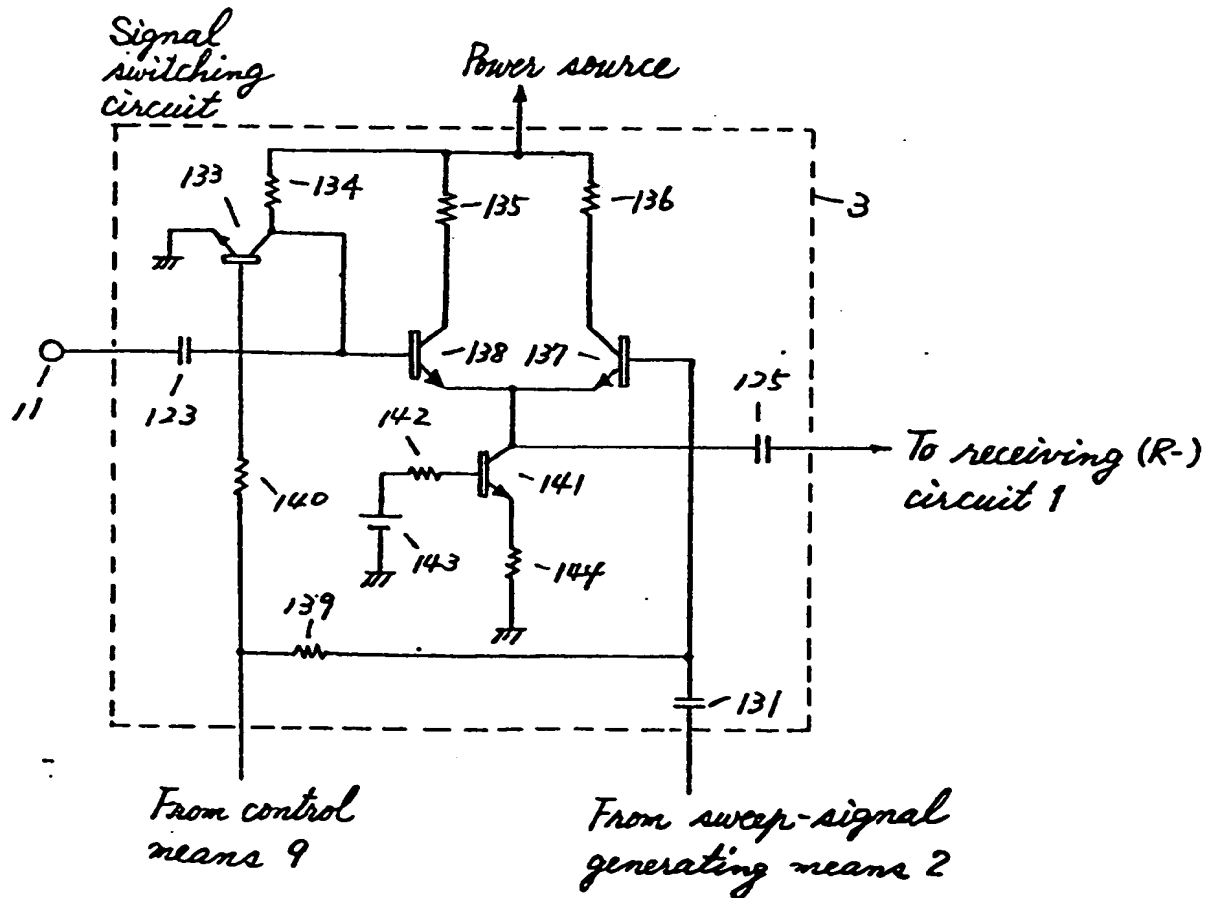 Signal
switching
circuit
Power source
133
134
135
136
3
138
137
125
11
123
142
To receiving (R-)
circuit 1
140
141
143
144
139
131
From control
means 9
From sweep-signal
generating means 2